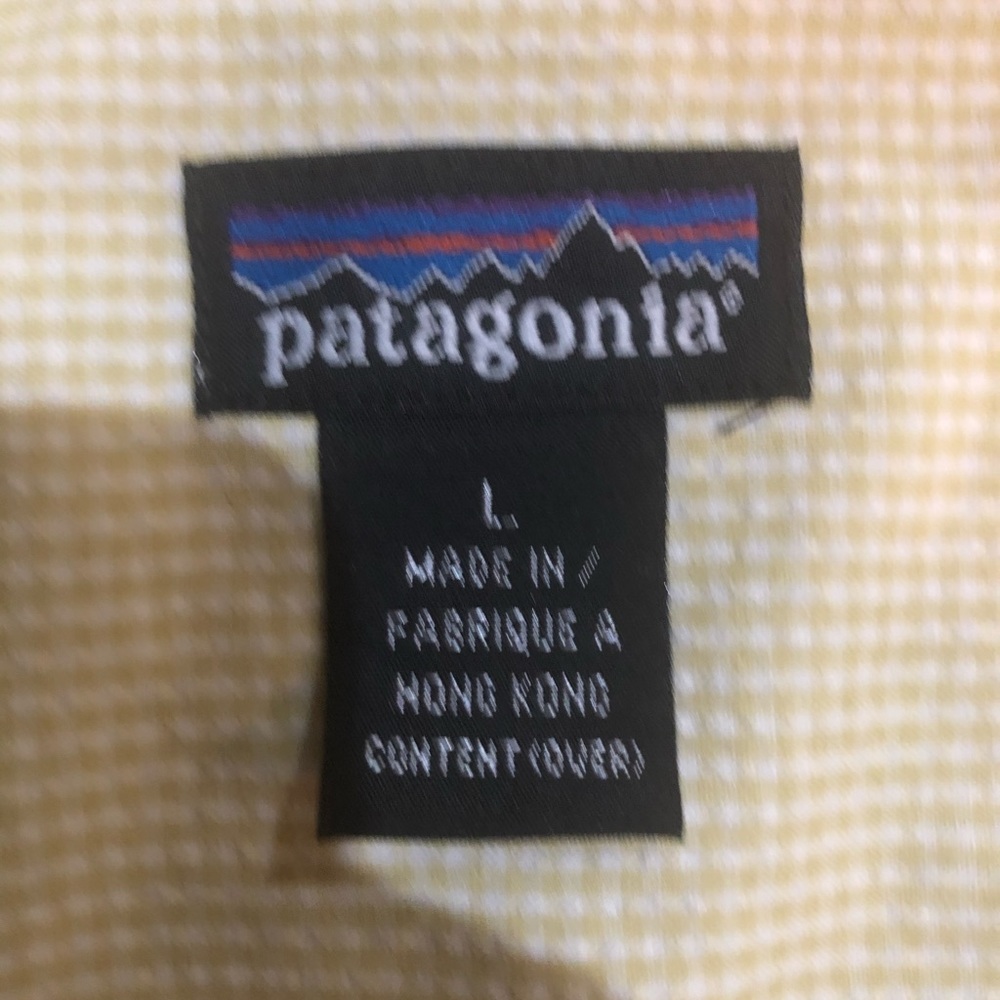 patagonia®
L
MADE IN /
FABRIQUE A
HONG KONG
CONTENT (OVER)